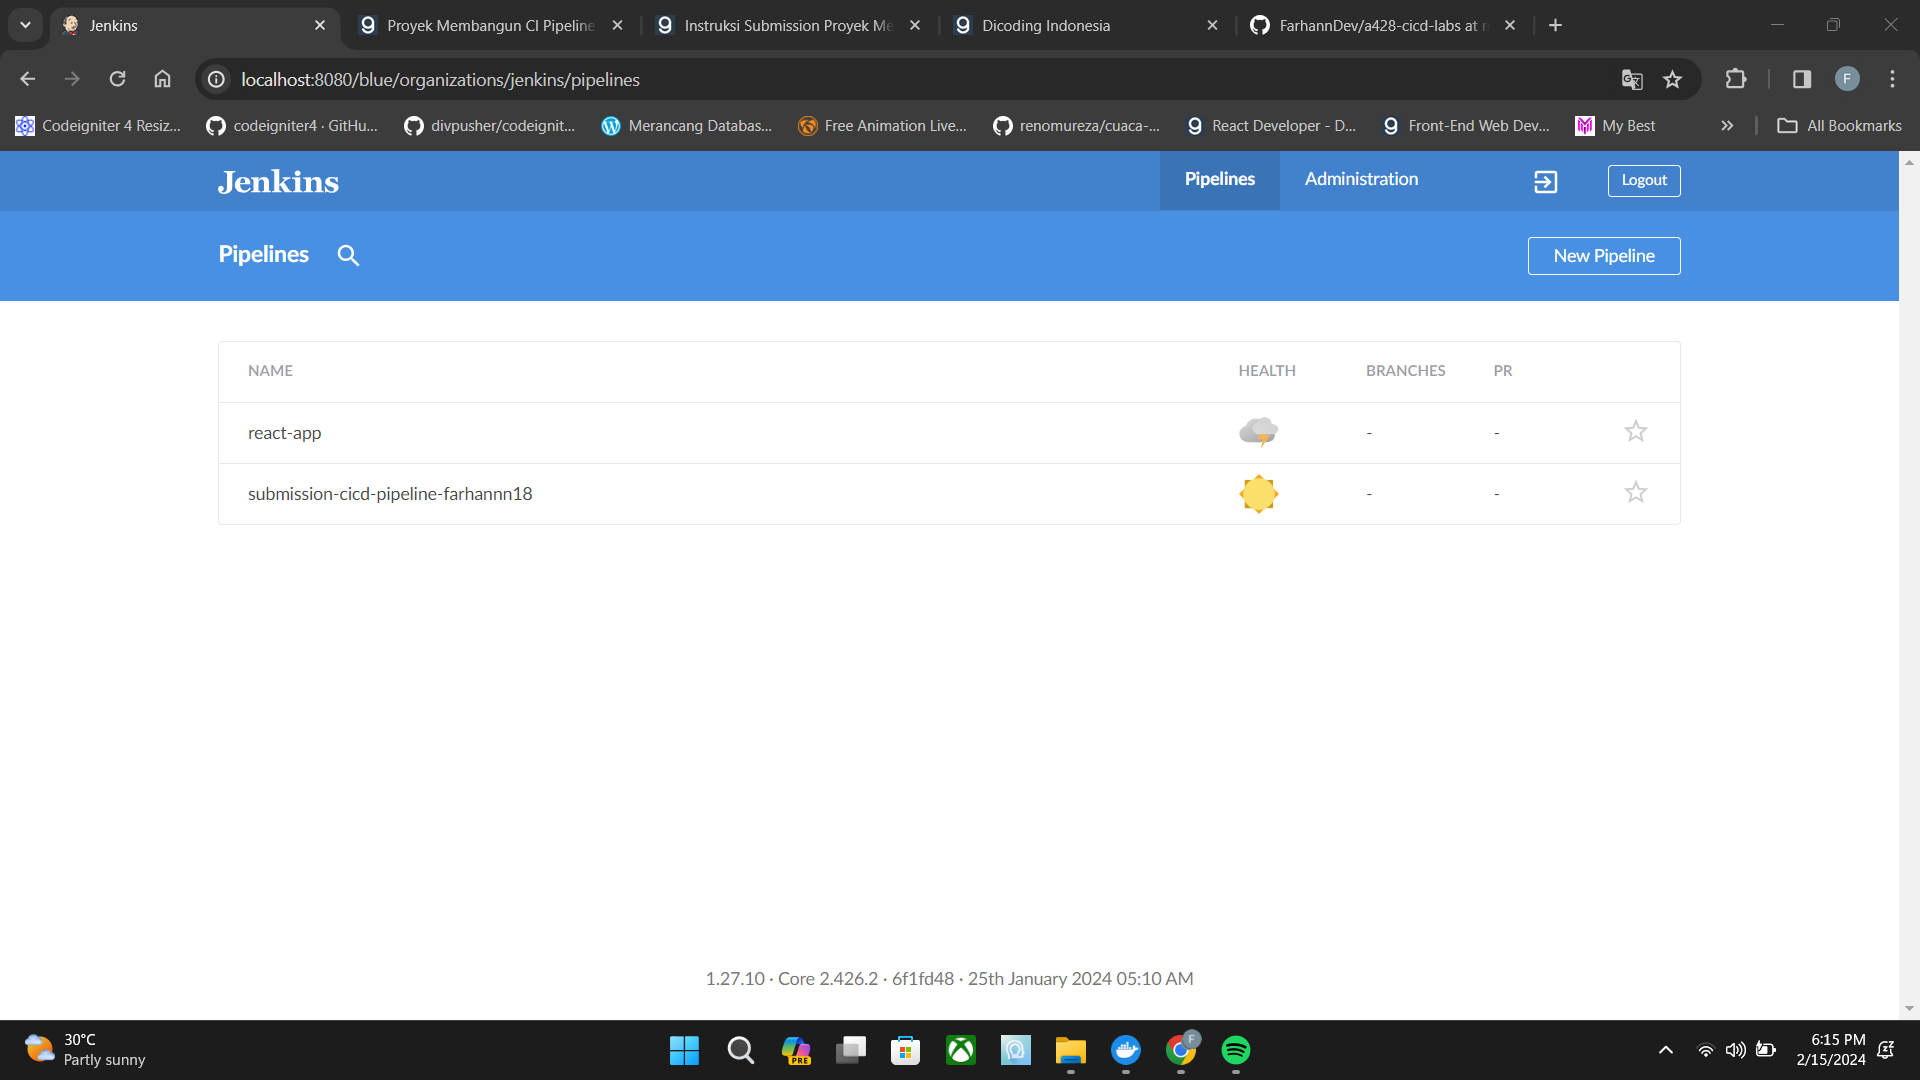 Jenkins
Proyek Membangun CI Pipeline
Instruksi Submission Proyek Me
Dicoding Indonesia
FarhannDev/a428-cicd-labs at r
localhost:8080/blue/organizations/jenkins/pipelines
F
Codeigniter 4 Resiz...
codeigniter4 · GitHu...
divpusher/codeignit...
Merancang Databas...
Free Animation Live...
renomureza/cuaca-...
React Developer - D...
Front-End Web Dev...
My Best
All Bookmarks
Jenkins
Pipelines
Administration
Logout
Pipelines
New Pipeline
NAME
HEALTH
BRANCHES
PR
react-app
-
-
submission-cicd-pipeline-farhannn18
-
-
1.27.10 · Core 2.426.2 · 6f1fd48 · 25th January 2024 05:10 AM
30°C
Partly sunny
PRE
F
6:15 PM
2/15/2024